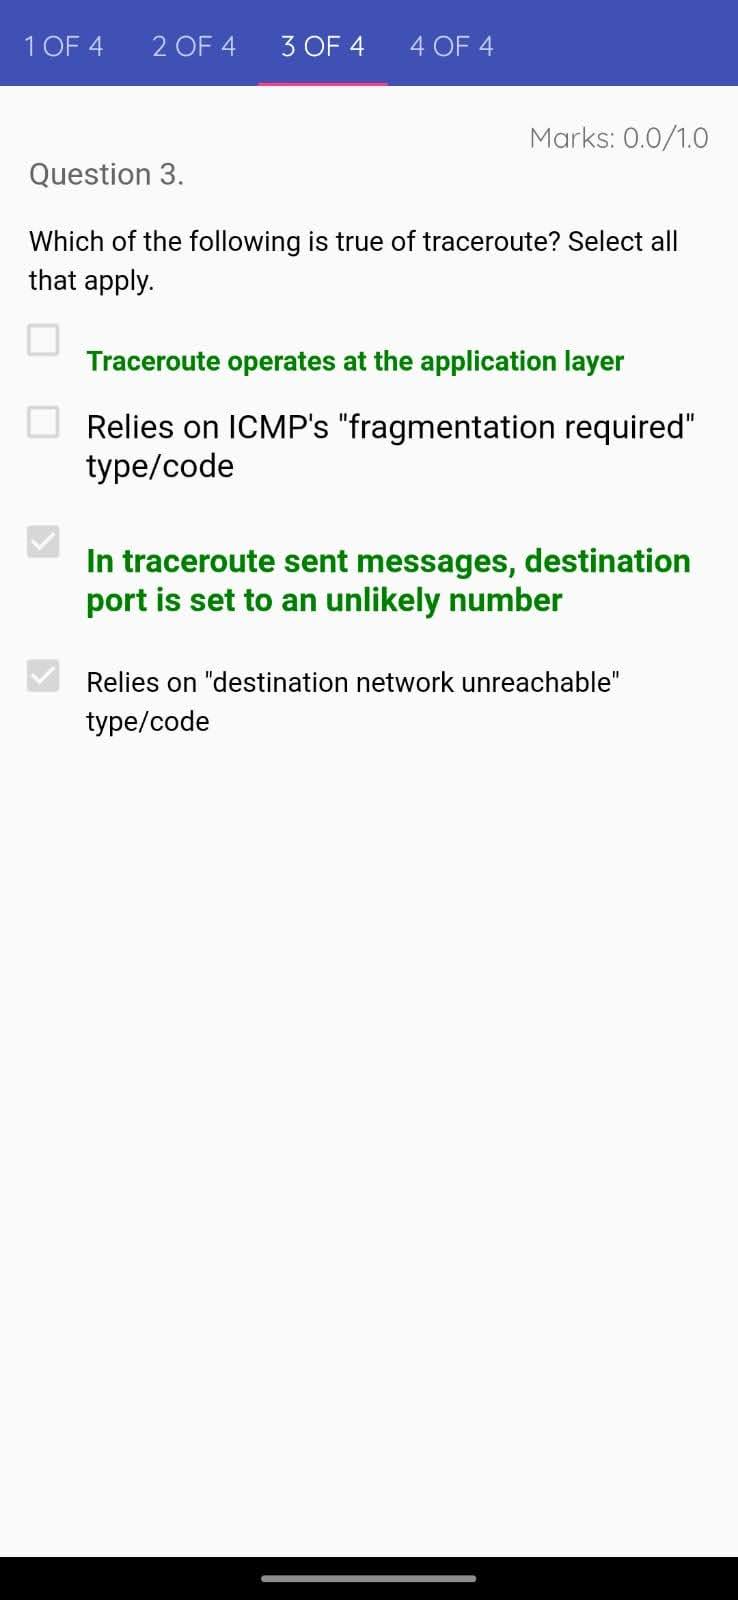 1 OF 4 2 OF 4 3 OF 4 4 OF 4
Marks: 0.0/1.0
Question 3.
Which of the following is true of traceroute? Select all
that apply.
Traceroute operates at the application layer
Relies on ICMP's "fragmentation required"
type/code
In traceroute sent messages, destination
port is set to an unlikely number
Relies on "destination network unreachable"
type/code